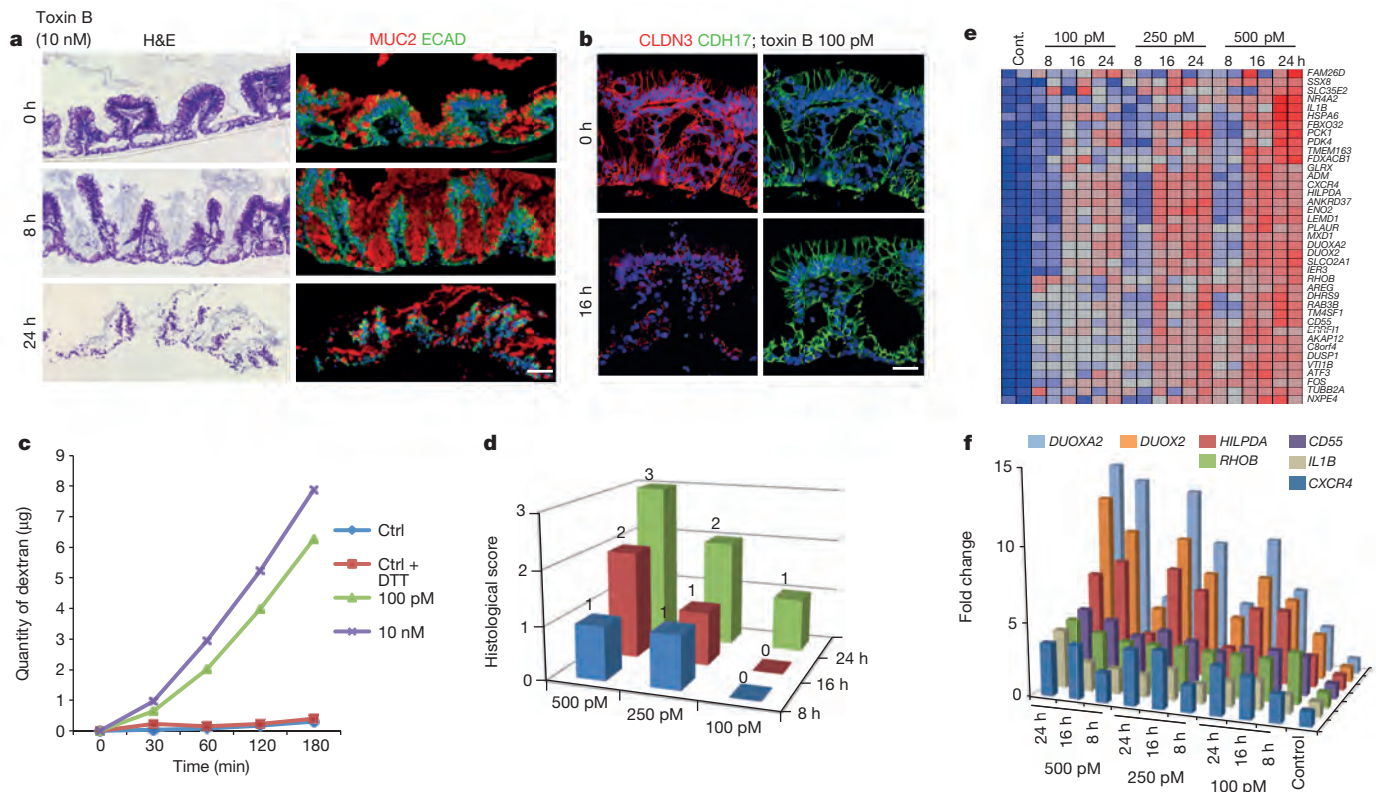 a
Toxin B
(10 nM)
H&E
MUC2 ECAD
0 h
8 h
24 h
b
CLDN3 CDH17; toxin B 100 pM
0 h
16 h
c
Quantity of dextran (µg)
9
8
7
6
5
4
3
2
1
0
0 30 60 120 180
Time (min)
Ctrl
Ctrl +
DTT
100 pM
10 nM
d
Histological score
3
2
1
0
3
2
2
1
1
1
1
0
0
500 pM
250 pM
100 pM
24 h
16 h
8 h
e
Cont.
100 pM 250 pM 500 pM
8 16 24 8 16 24 8 16 24 h
FAM26D
SSX8
SLC35E2
NR4A2
IL1B
HSPA6
FBXO32
PCK1
PDK4
TMEM163
FDXACB1
GLRX
ADM
CXCR4
HILPDA
ANKRD37
ENO2
LEMD1
PLAUR
MXD1
DUOXA2
DUOX2
SLCO2A1
IER3
RHOB
AREG
DHRS9
RAB3B
TM4SF1
CD55
AKAP12
C8orf4
DUSP1
VTI1B
ATF3
FOS
TUBB2A
NXPE4
f
DUOXA2 DUOX2 HILPDA CD55
RHOB IL1B
CXCR4
Fold change
15
10
5
0
24 h 16 h 8 h 24 h 16 h 8 h 24 h 16 h 8 h Control
500 pM 250 pM 100 pM